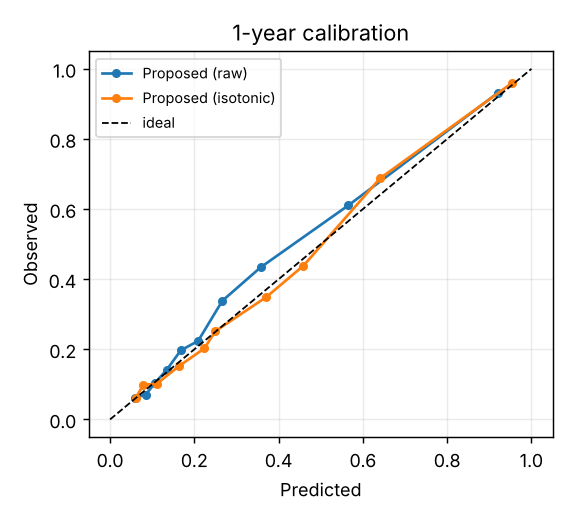 1-year calibration
Proposed (raw)
Proposed (isotonic)
ideal
Observed
1.0
0.8
0.6
0.4
0.2
0.0
0.0 0.2 0.4 0.6 0.8 1.0
Predicted